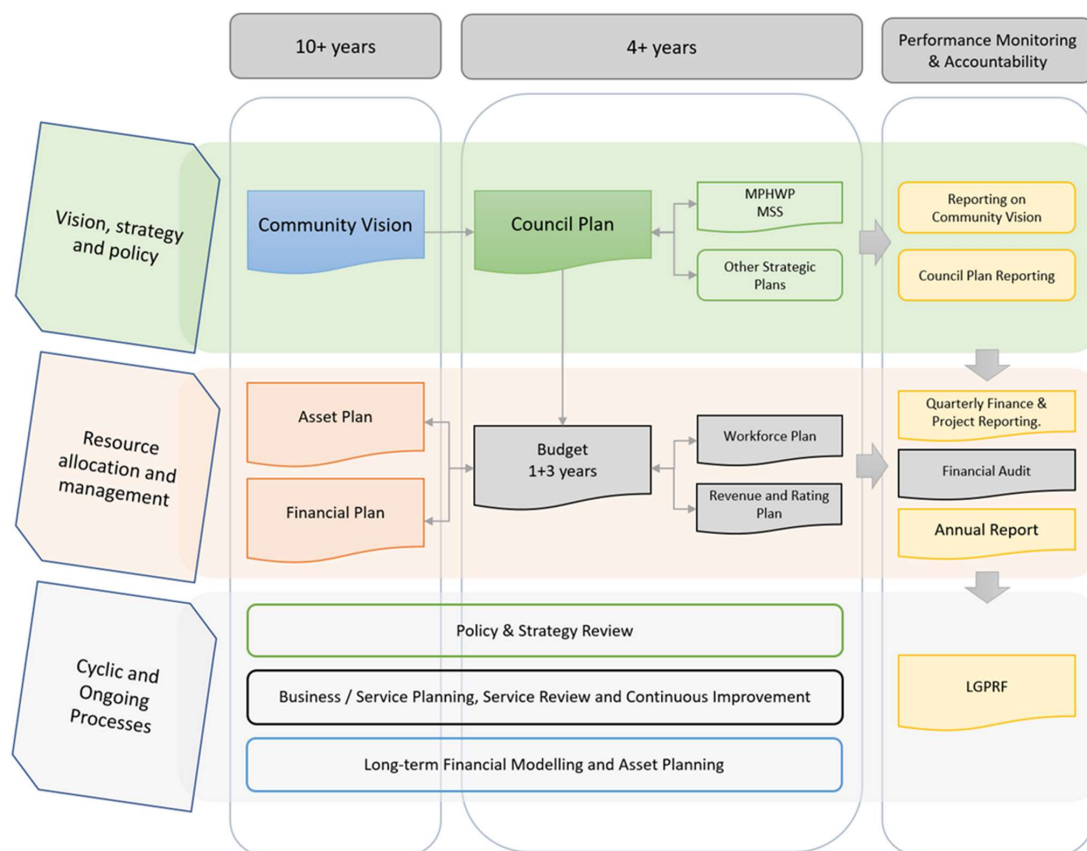 10+ years
4+ years
Performance Monitoring
& Accountability
Vision, strategy
and policy
Community Vision
Council Plan
MPHWP
MSS
Other Strategic
Plans
Reporting on
Community Vision
Council Plan Reporting
Resource
allocation and
management
Asset Plan
Financial Plan
Budget
1+3 years
Workforce Plan
Revenue and Rating
Plan
Quarterly Finance &
Project Reporting.
Financial Audit
Annual Report
Cyclic and
Ongoing
Processes
Policy & Strategy Review
Business / Service Planning, Service Review and Continuous Improvement
Long-term Financial Modelling and Asset Planning
LGPRF